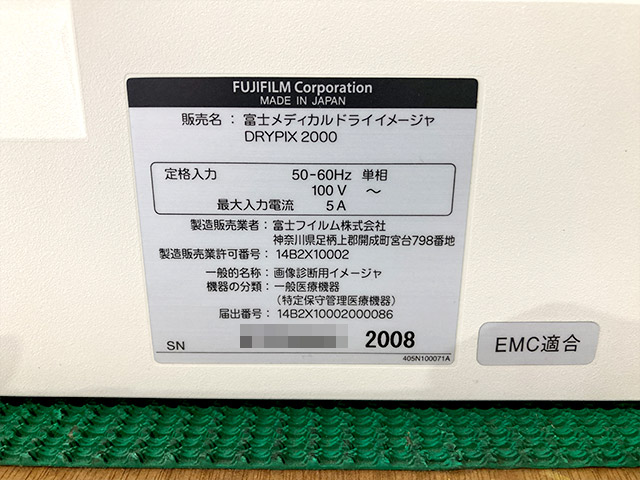 FUJIFILM Corporation
MADE IN JAPAN
販売名：富士メディカルドライイメージャ
DRYPIX 2000
定格入力 50-60Hz 単相
100 V ～
最大入力電流 5 A
製造販売業者：富士フイルム株式会社
神奈川県足柄上郡開成町宮台798番地
製造販売業許可番号：14B2X10002
一般的名称：画像診断用イメージャ
機器の分類：一般医療機器
（特定保守管理医療機器）
届出番号：14B2X10002000086
SN 2008
405N100071A
EMC適合